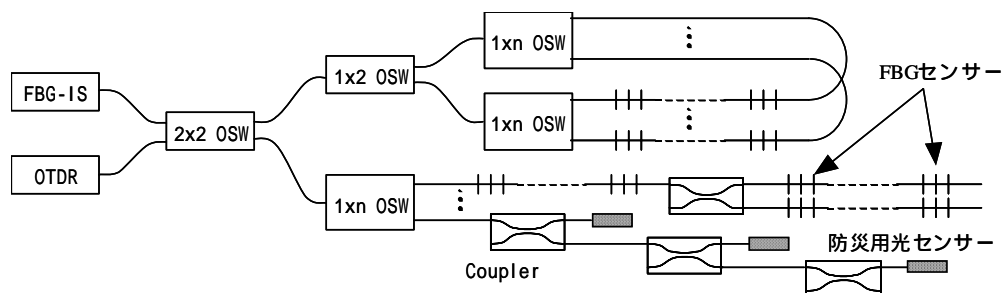 FBG-IS
OTDR
2x2 OSW
1x2 OSW
1xn OSW
1xn OSW
1xn OSW
Coupler
FBGセンサー
防災用光センサー